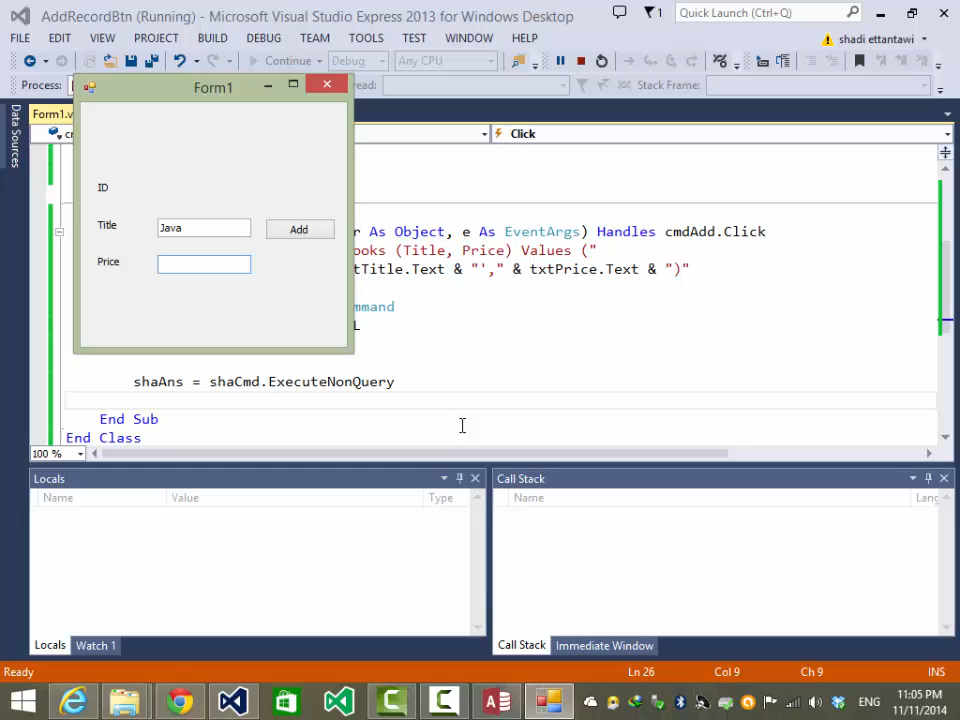 AddRecordBtn (Running) - Microsoft Visual Studio Express 2013 for Windows Desktop
1
Quick Launch (Ctrl+Q)
FILE EDIT VIEW PROJECT BUILD DEBUG TEAM TOOLS TEST WINDOW HELP
shadi ettantawi
Continue Debug Any CPU
Process: Stack Frame:
Form1
Form1.v
Click
Data Sources
ID
Title Java Add
Price
As Object, e As EventArgs) Handles cmdAdd.Click
ooks (Title, Price) Values ("
tTitle.Text & "'," & txtPrice.Text & ")"
mmand
L
shaAns = shaCmd.ExecuteNonQuery
End Sub
End Class
100 %
Locals
Name Value Type
Call Stack
Name Lang
Locals Watch 1
Call Stack Immediate Window
Ready Ln 26 Col 9 Ch 9 INS
ENG
11:05 PM
11/11/2014